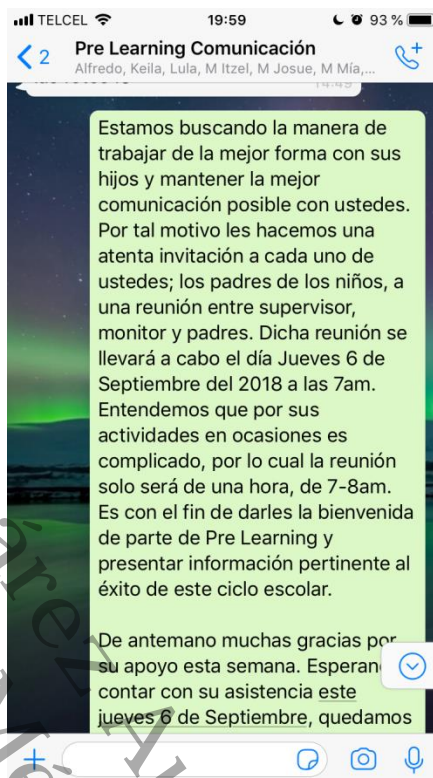 TELCEL 19:59 93 %
2 Pre Learning Comunicación
Alfredo, Keila, Lula, M Itzel, M Josue, M Mía,...
14:49
Estamos buscando la manera de
trabajar de la mejor forma con sus
hijos y mantener la mejor
comunicación posible con ustedes.
Por tal motivo les hacemos una
atenta invitación a cada uno de
ustedes; los padres de los niños, a
una reunión entre supervisor,
monitor y padres. Dicha reunión se
llevará a cabo el día Jueves 6 de
Septiembre del 2018 a las 7am.
Entendemos que por sus
actividades en ocasiones es
complicado, por lo cual la reunión
solo será de una hora, de 7-8am.
Es con el fin de darles la bienvenida
de parte de Pre Learning y
presentar información pertinente al
éxito de este ciclo escolar.
De antemano muchas gracias por
su apoyo esta semana. Esperan
contar con su asistencia este
jueves 6 de Septiembre, quedamos